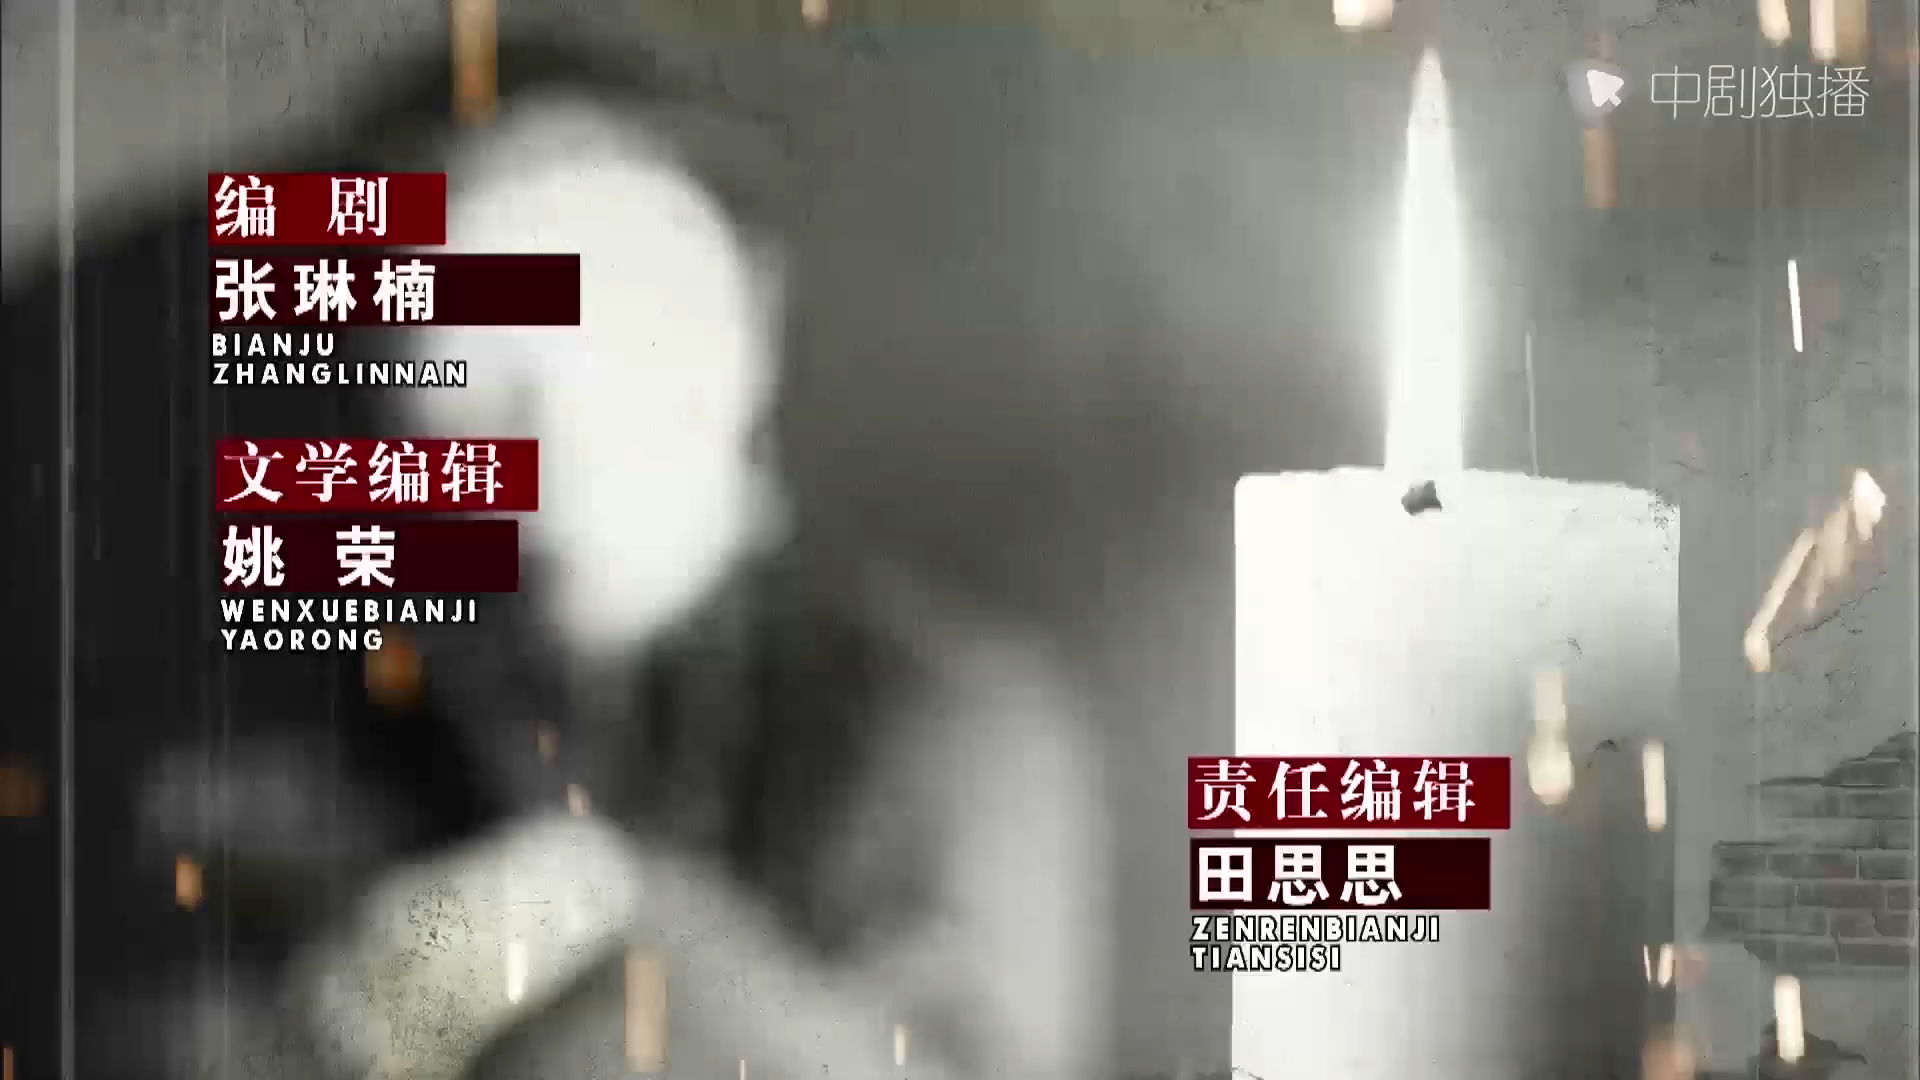 中剧独播
编 剧
张琳楠
BIANJU
ZHANGLINNAN
文学编辑
姚 荣
WENXUEBIANJI
YAORONG
责任编辑
田思思
ZENRENBIANJI
TIANSISI